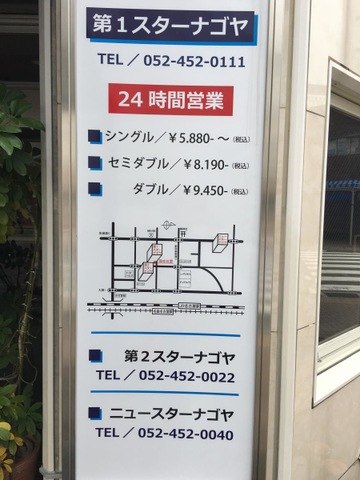 第1スターナゴヤ
TEL／052-452-0111
24時間営業
シングル／￥5.880-～(税込)
セミダブル／￥8.190-(税込)
ダブル／￥9.450-(税込)
第2スターナゴヤ
TEL／052-452-0022
ニュースターナゴヤ
TEL／052-452-0040